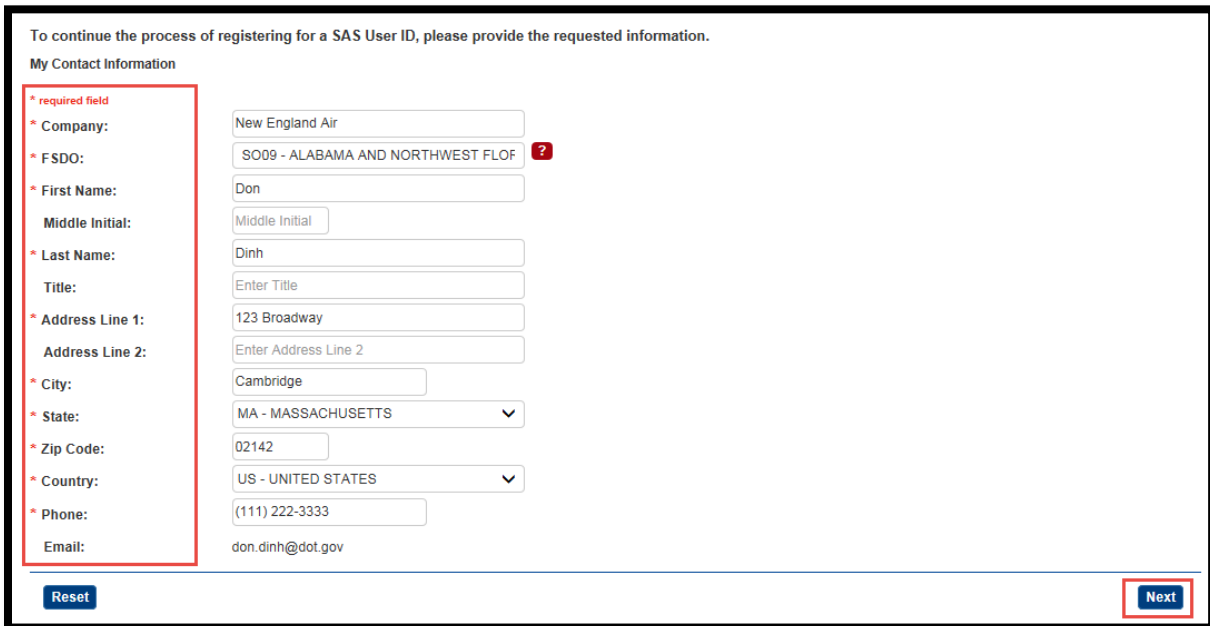 To continue the process of registering for a SAS User ID, please provide the requested information.
My Contact Information
* required field
* Company: New England Air
* FSDO: SO09 - ALABAMA AND NORTHWEST FLOR ?
* First Name: Don
Middle Initial: Middle Initial
* Last Name: Dinh
Title: Enter Title
* Address Line 1: 123 Broadway
Address Line 2: Enter Address Line 2
* City: Cambridge
* State: MA - MASSACHUSETTS
* Zip Code: 02142
* Country: US - UNITED STATES
* Phone: (111) 222-3333
Email: don.dinh@dot.gov
Reset Next